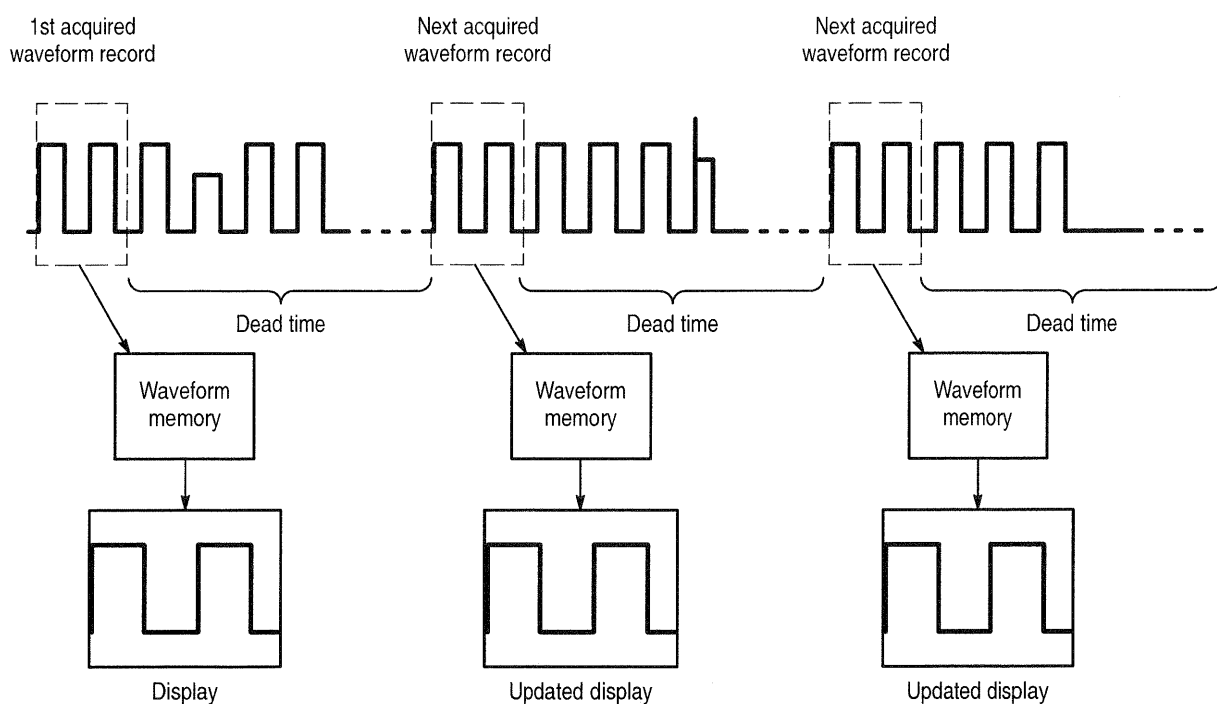 1st acquired
waveform record
Next acquired
waveform record
Next acquired
waveform record
Dead time
Dead time
Dead time
Waveform
memory
Waveform
memory
Waveform
memory
Display
Updated display
Updated display